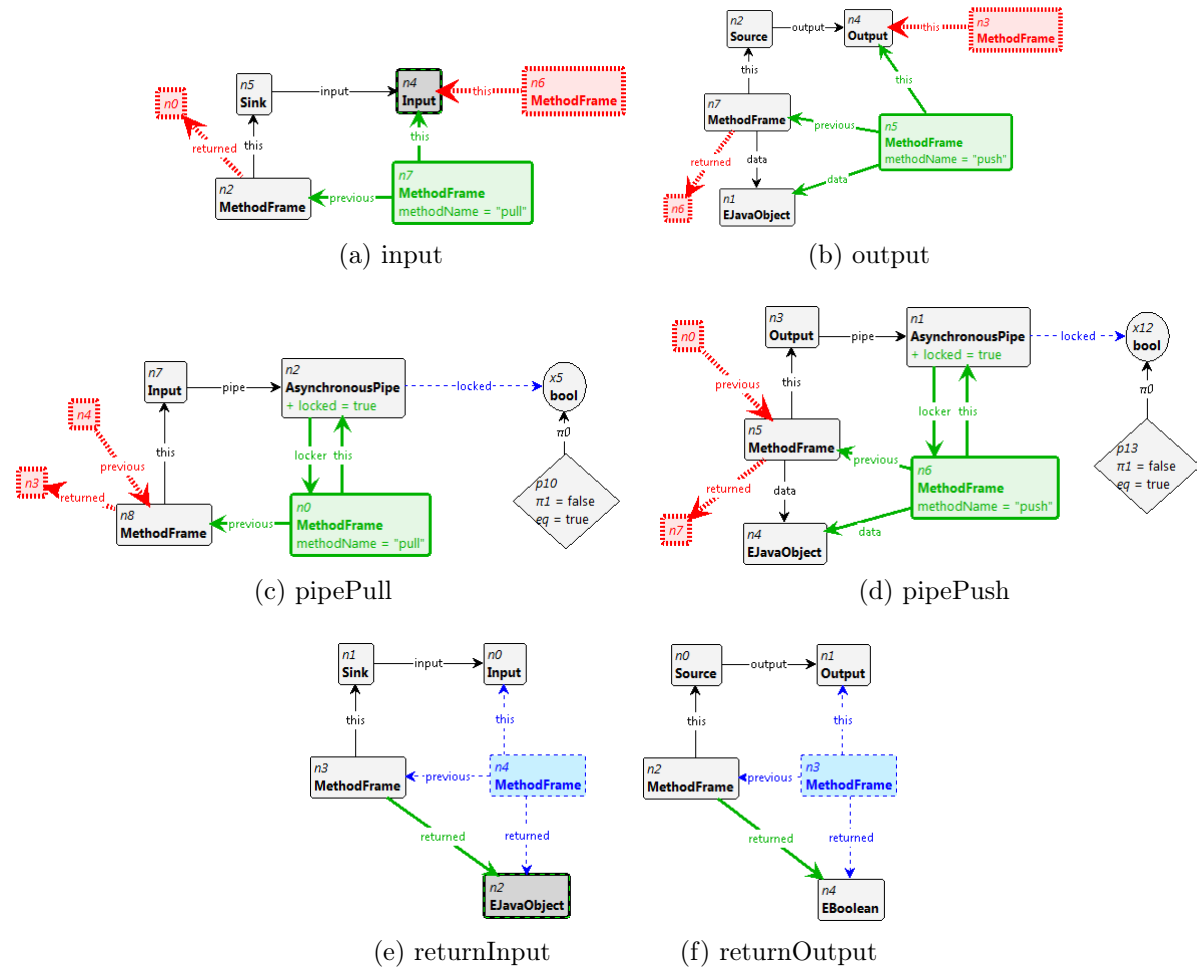 n5
Sink
input
n4
Input
this
n6
MethodFrame
n0
returned
this
this
n2
MethodFrame
previous
n7
MethodFrame
methodName = "pull"
(a) input
n2
Source
output
n4
Output
this
n3
MethodFrame
this
this
n7
MethodFrame
previous
n5
MethodFrame
methodName = "push"
returned
data
data
n6
n1
EJavaObject
(b) output
n7
Input
pipe
n2
AsynchronousPipe
+ locked = true
locked
x5
bool
π0
n4
previous
this
locker
this
n3
returned
n8
MethodFrame
previous
n0
MethodFrame
methodName = "pull"
p10
π1 = false
eq = true
(c) pipePull
n3
Output
pipe
n1
AsynchronousPipe
+ locked = true
locked
x12
bool
π0
n0
previous
this
locker
this
n5
MethodFrame
previous
n6
MethodFrame
methodName = "push"
p13
π1 = false
eq = true
returned
data
data
n7
n4
EJavaObject
(d) pipePush
n1
Sink
input
n0
Input
this
this
n3
MethodFrame
previous
n4
MethodFrame
returned
returned
n2
EJavaObject
(e) returnInput
n0
Source
output
n1
Output
this
this
n2
MethodFrame
previous
n3
MethodFrame
returned
returned
n4
EBoolean
(f) returnOutput